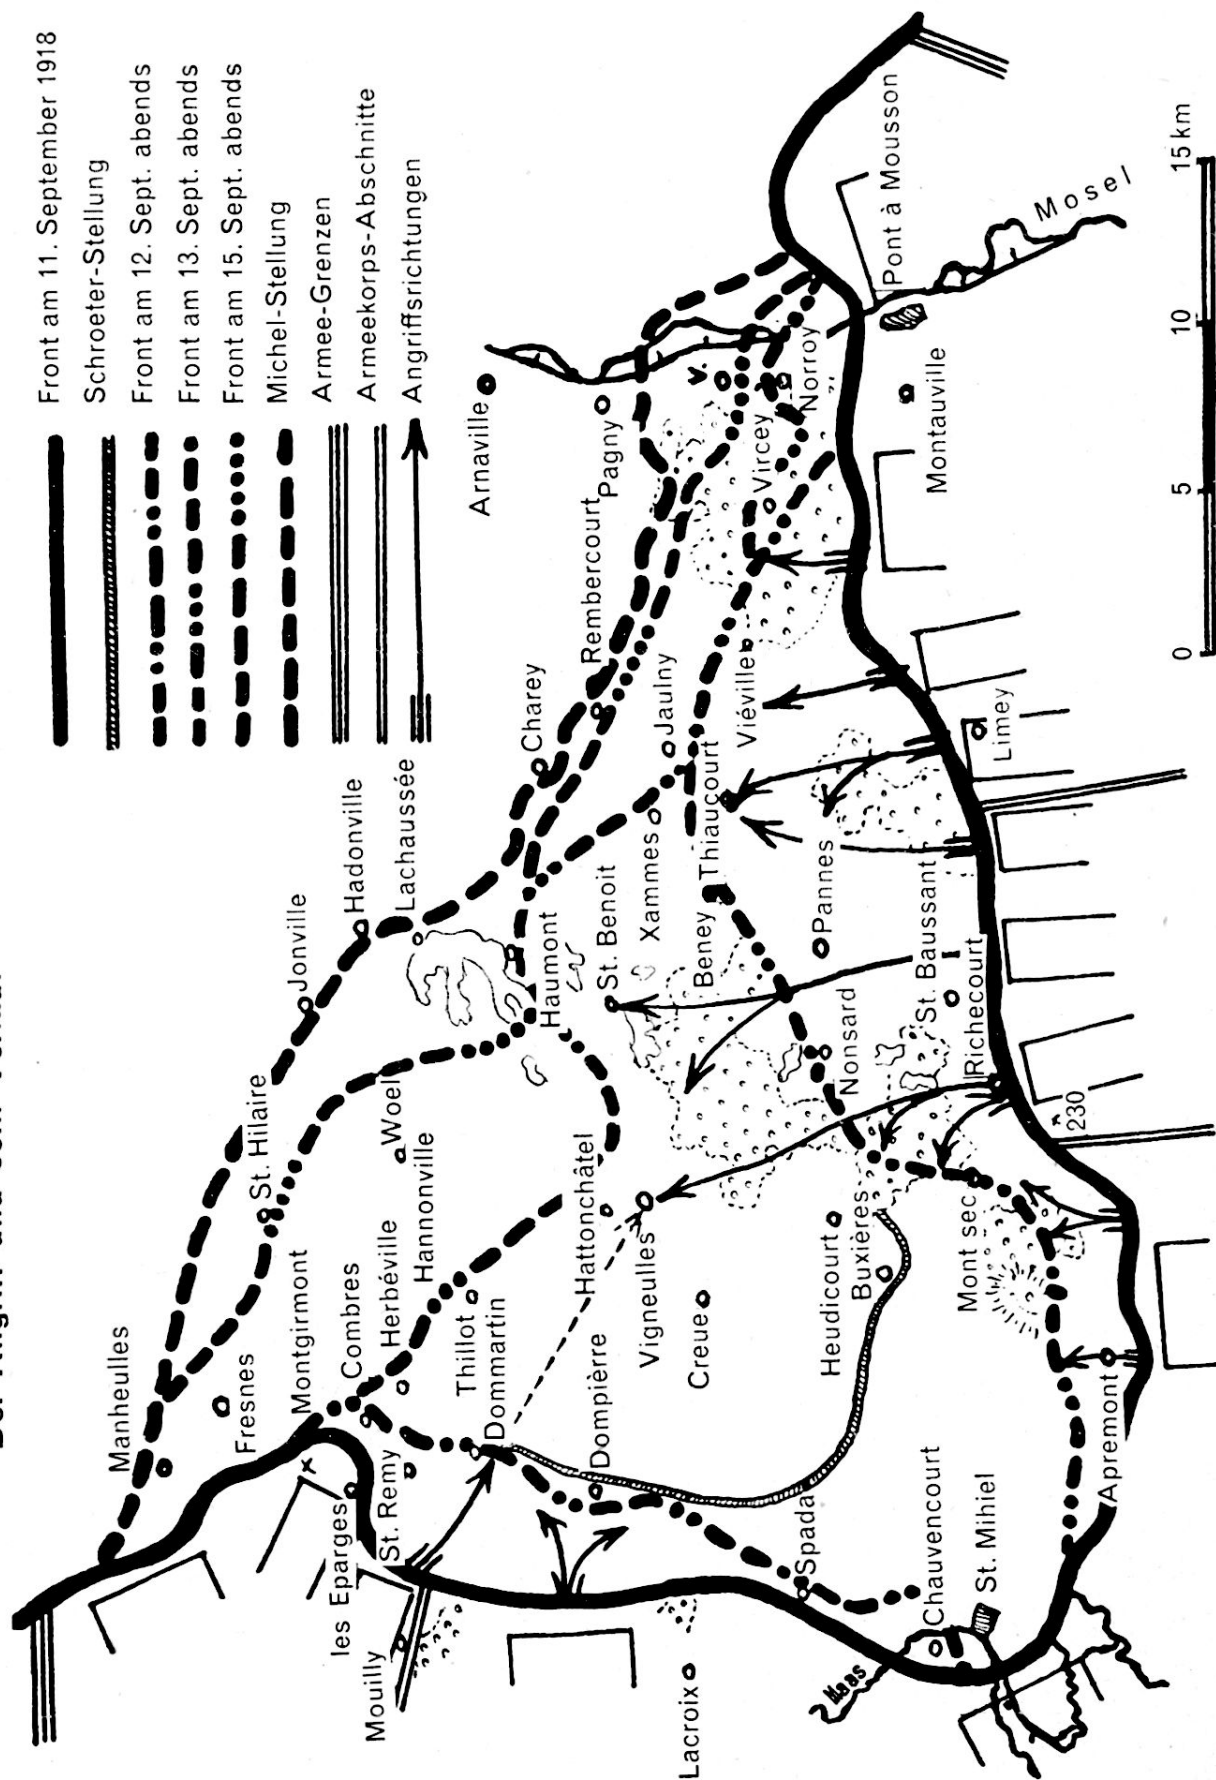 Front am 11. September 1918
Schroeter-Stellung
Front am 12. Sept. abends
Front am 13. Sept. abends
Front am 15. Sept. abends
Michel-Stellung
Armee-Grenzen
Armeekorps-Abschnitte
Angriffsrichtungen
Manheulles
Fresnes
Montgirmont
Combres
Herbéville
Hannonville
les Eparges
St. Remy
Mouilly
Thillot
Dommartin
Dompièrre
Hattonchâtel
Vigneulles
Creue
Lacroix
Spada
Maas
Chauvencourt
St. Mihiel
Apremont
Heudicourt
Buxières
Mont sec
230
St. Hilaire
Woel
Jonville
Hadonville
Lachaussée
Haumont
St. Benoit
Xammes
Beney
Thiaucourt
Nonsard
Pannes
St. Baussant
Richecourt
Charey
Rembercourt
Jaulny
Viéville
Limey
Arnaville
Pagny
V.
Vircey
Norroy
Montauville
Pont à Mousson
Mosel
0 5 10 15 km